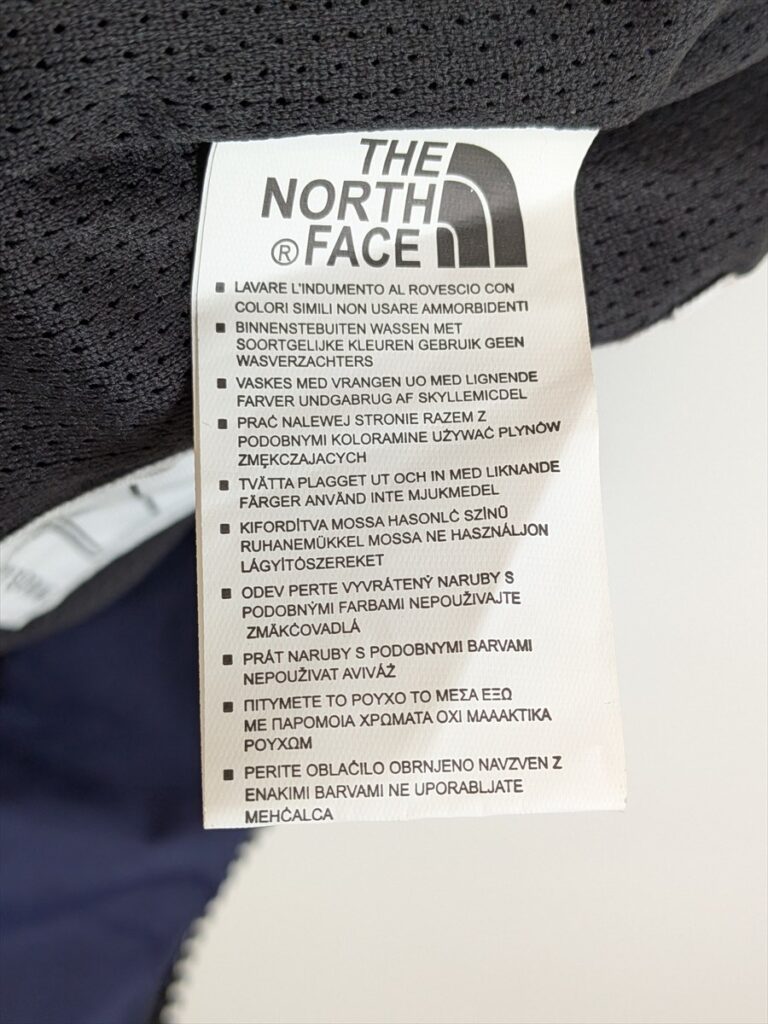 THE
NORTH
® FACE
LAVARE L'INDUMENTO AL ROVESCIO CON
COLORI SIMILI NON USARE AMMORBIDENTI
BINNENSTEBUITEN WASSEN MET
SOORTGELIJKE KLEUREN GEBRUIK GEEN
WASVERZACHTERS
VASKES MED VRANGEN UO MED LIGNENDE
FARVER UNDGABRUG AF SKYLLEMICDEL
PRAĆ NALEWEJ STRONIE RAZEM Z
PODOBNYMI KOLORAMINE UŻYWAĆ PLYNÓW
ZMĘKCZAJACYCH
TVÄTTA PLAGGET UT OCH IN MED LIKNANDE
FÄRGER ANVÄND INTE MJUKMEDEL
KIFORDÍTVA MOSSA HASONLĆ SZÍNŰ
RUHANEMÜKKEL MOSSA NE HASZNÁLJON
LÁGYÍTÓSZEREKET
ODEV PERTE VYVRÁTENÝ NARUBY S
PODOBNÝMI FARBAMI NEPOUŽIVAJTE
ZMÄKĆOVADLÁ
PRÁT NARUBY S PODOBNYMI BARVAMI
NEPOUŽIVAT AVIVÁŽ
ΠΙΤΥΜΕΤΕ ΤΟ ΡΟΥΧΟ ΤΟ ΜΕΣΑ ΕΞΩ
ΜΕ ΠΑΡΟΜΟΙΑ ΧΡΩΜΑΤΑ ΟΧΙ ΜΑΑΑΚΤΙΚΑ
ΡΟΥΧΩΜ
PERITE OBLAĊILO OBRNJENO NAVZVEN Z
ENAKIMI BARVAMI NE UPORABLJATE
MEHĊALCA